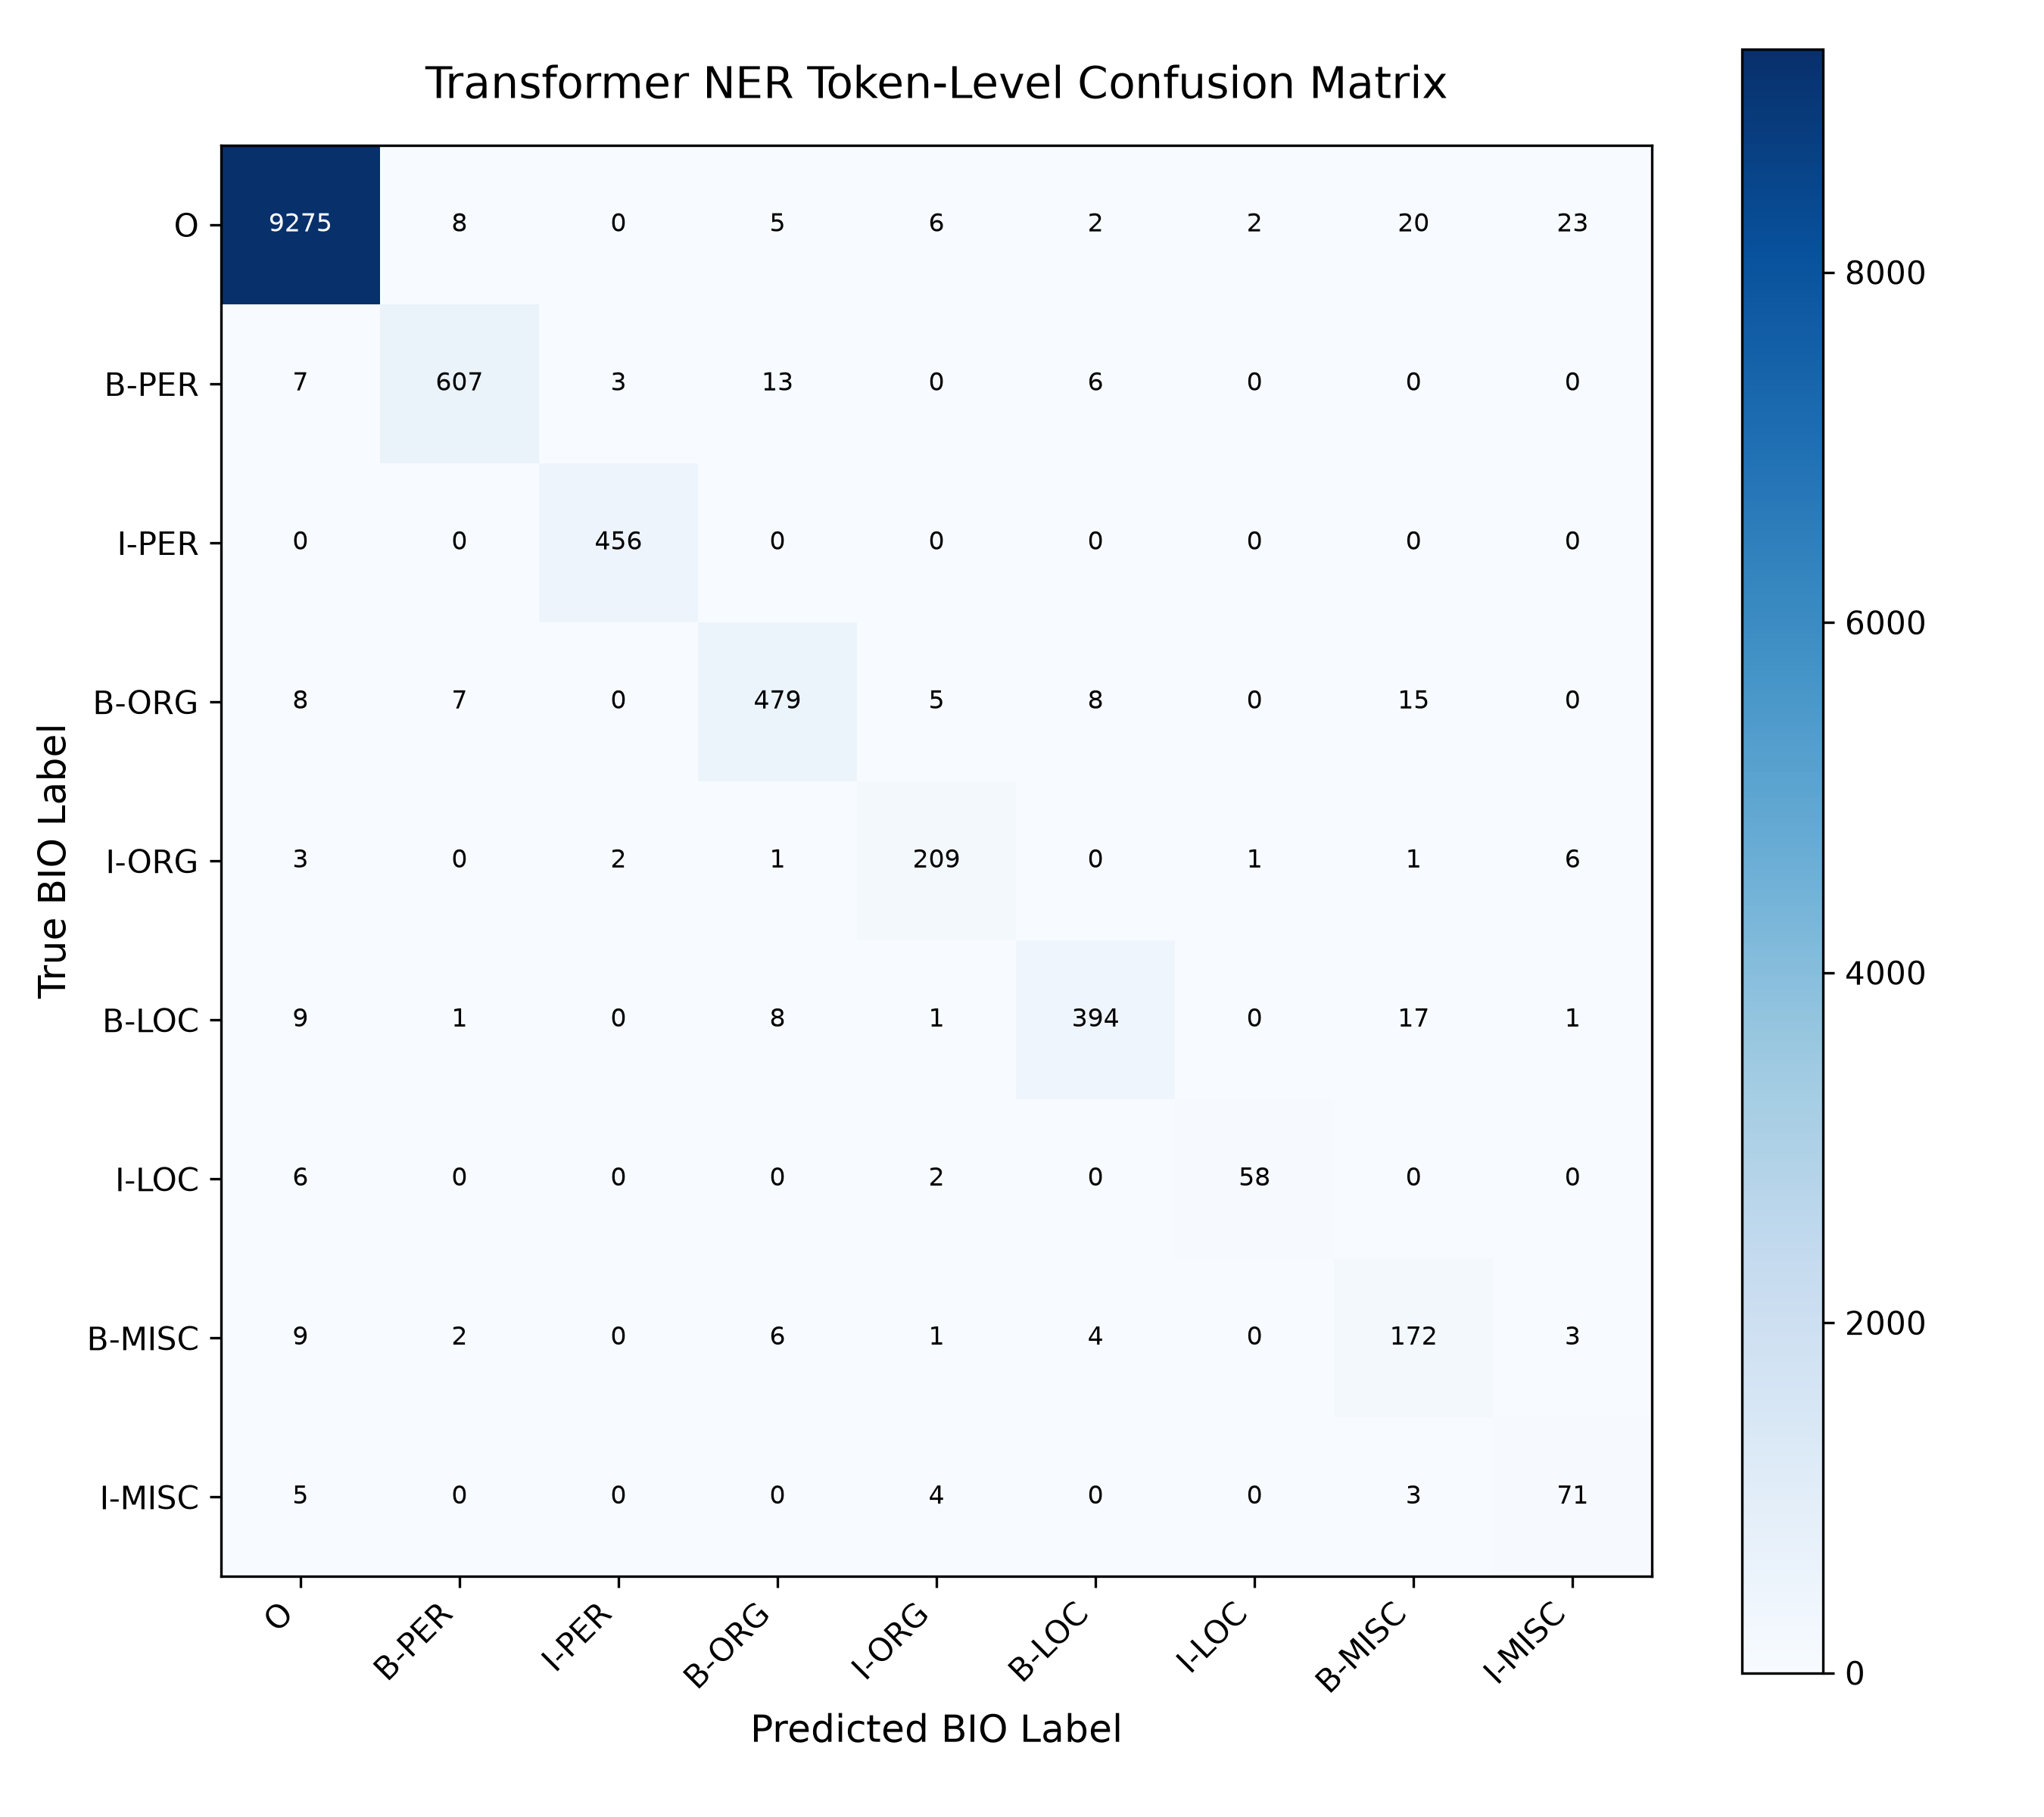 Transformer NER Token-Level Confusion Matrix
True BIO Label
O 9275 8 0 5 6 2 2 20 23
B-PER 7 607 3 13 0 6 0 0 0
I-PER 0 0 456 0 0 0 0 0 0
B-ORG 8 7 0 479 5 8 0 15 0
I-ORG 3 0 2 1 209 0 1 1 6
B-LOC 9 1 0 8 1 394 0 17 1
I-LOC 6 0 0 0 2 0 58 0 0
B-MISC 9 2 0 6 1 4 0 172 3
I-MISC 5 0 0 0 4 0 0 3 71
O B-PER I-PER B-ORG I-ORG B-LOC I-LOC B-MISC I-MISC
Predicted BIO Label
8000
6000
4000
2000
0